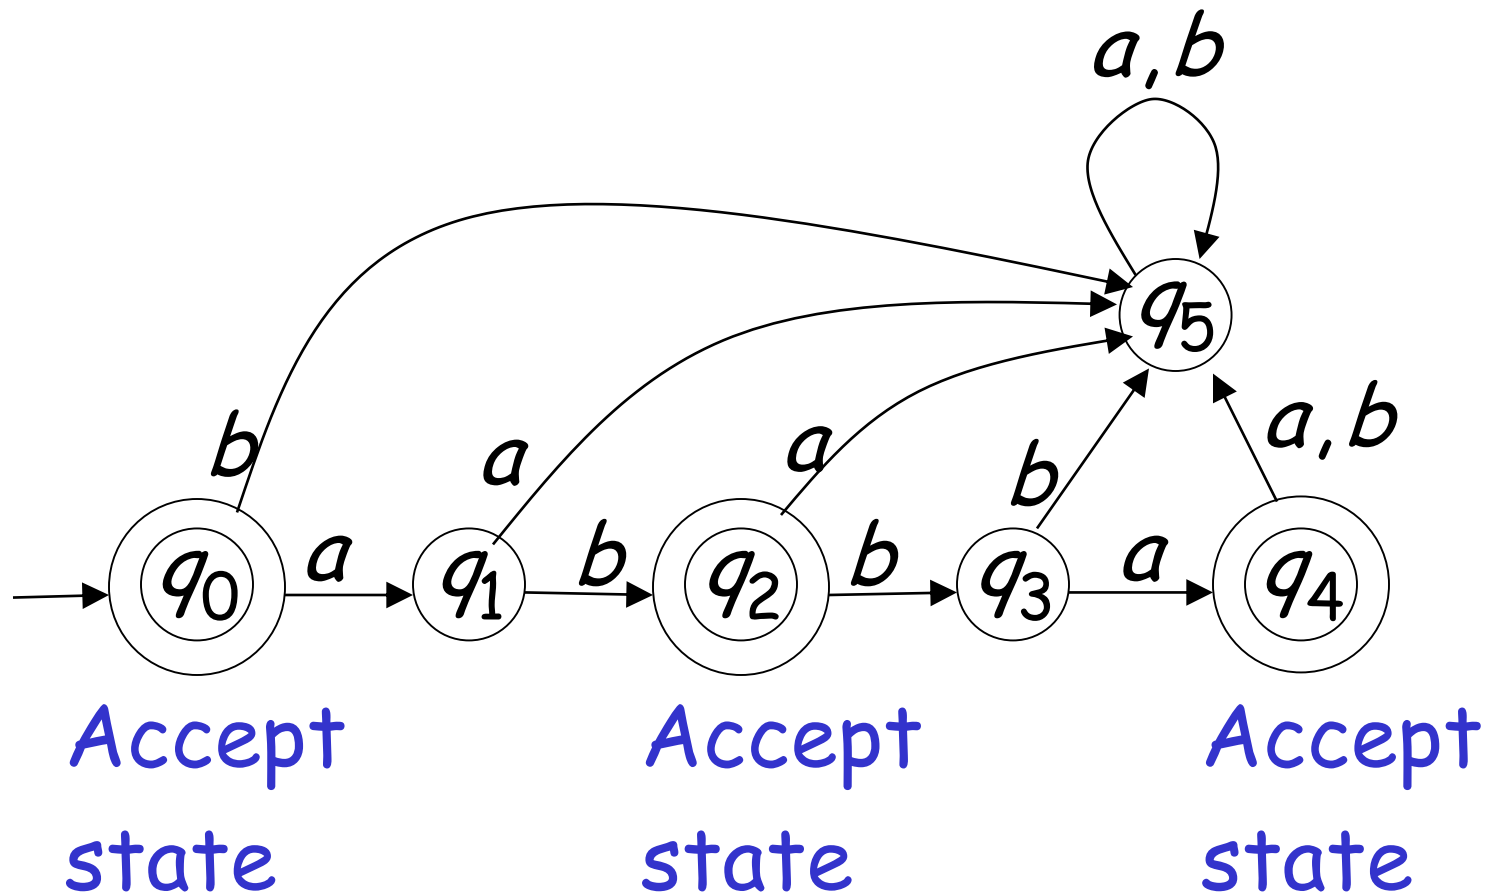 a,b
q5
b a a b a,b
q0 a q1 b q2 b q3 a q4
Accept Accept Accept
state state state